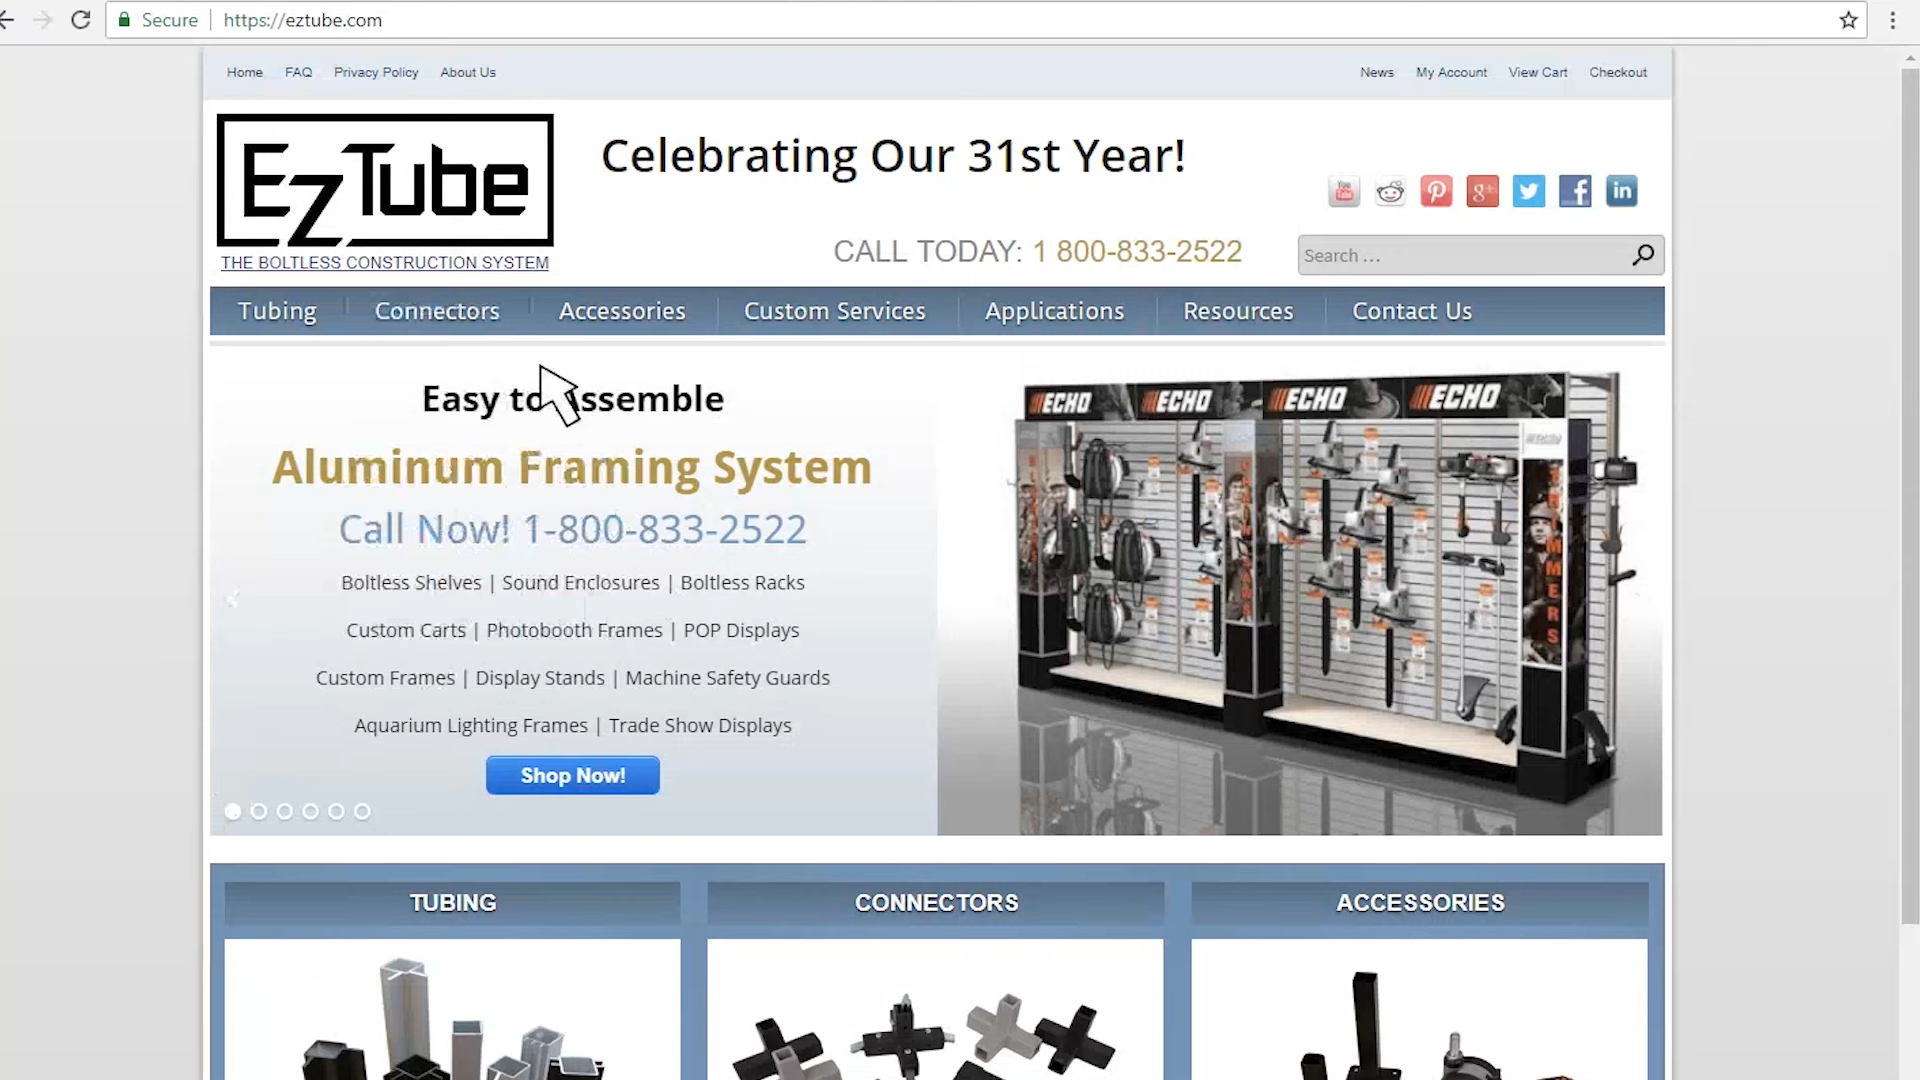 Secure https://eztube.com
Home FAQ Privacy Policy About Us News My Account View Cart Checkout
EzTube
THE BOLTLESS CONSTRUCTION SYSTEM
Celebrating Our 31st Year!
CALL TODAY: 1 800-833-2522
Search ...
Tubing Connectors Accessories Custom Services Applications Resources Contact Us
Easy to Assemble
Aluminum Framing System
Call Now! 1-800-833-2522
Boltless Shelves | Sound Enclosures | Boltless Racks
Custom Carts | Photobooth Frames | POP Displays
Custom Frames | Display Stands | Machine Safety Guards
Aquarium Lighting Frames | Trade Show Displays
Shop Now!
ECHO ECHO ECHO ECHO
TRIMMERS
TUBING CONNECTORS ACCESSORIES